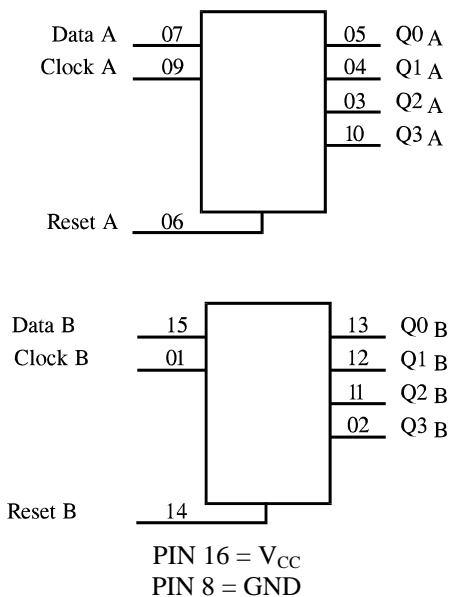 Data A 07 05 Q0 A
Clock A 09 04 Q1 A
03 Q2 A
10 Q3 A
Reset A 06
Data B 15 13 Q0 B
Clock B 01 12 Q1 B
11 Q2 B
02 Q3 B
Reset B 14
PIN 16 = VCC
PIN 8 = GND